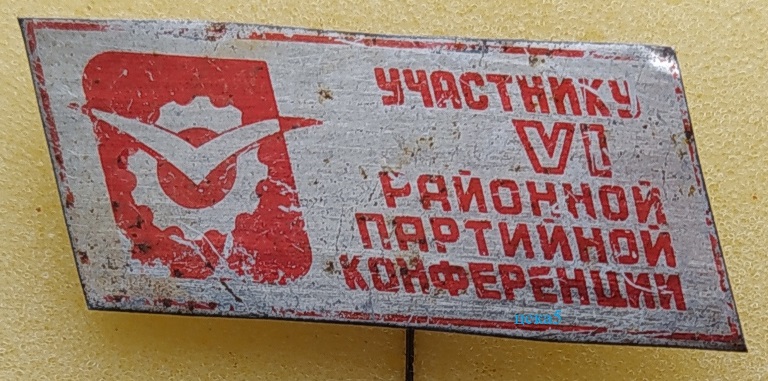 УЧАСТНИКУ
VI
РАЙОННОЙ
ПАРТИЙНОЙ
КОНФЕРЕНЦИИ